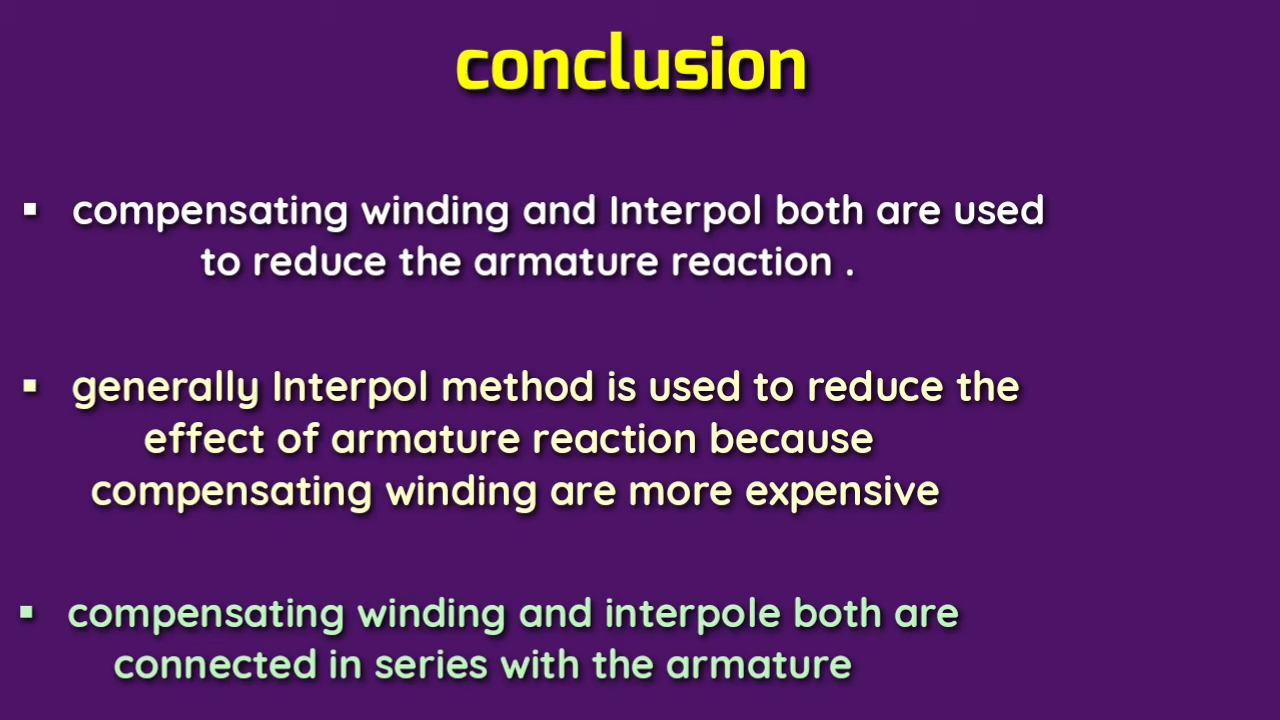 conclusion
▪ compensating winding and Interpol both are used
to reduce the armature reaction .
▪ generally Interpol method is used to reduce the
effect of armature reaction because
compensating winding are more expensive
▪ compensating winding and interpole both are
connected in series with the armature